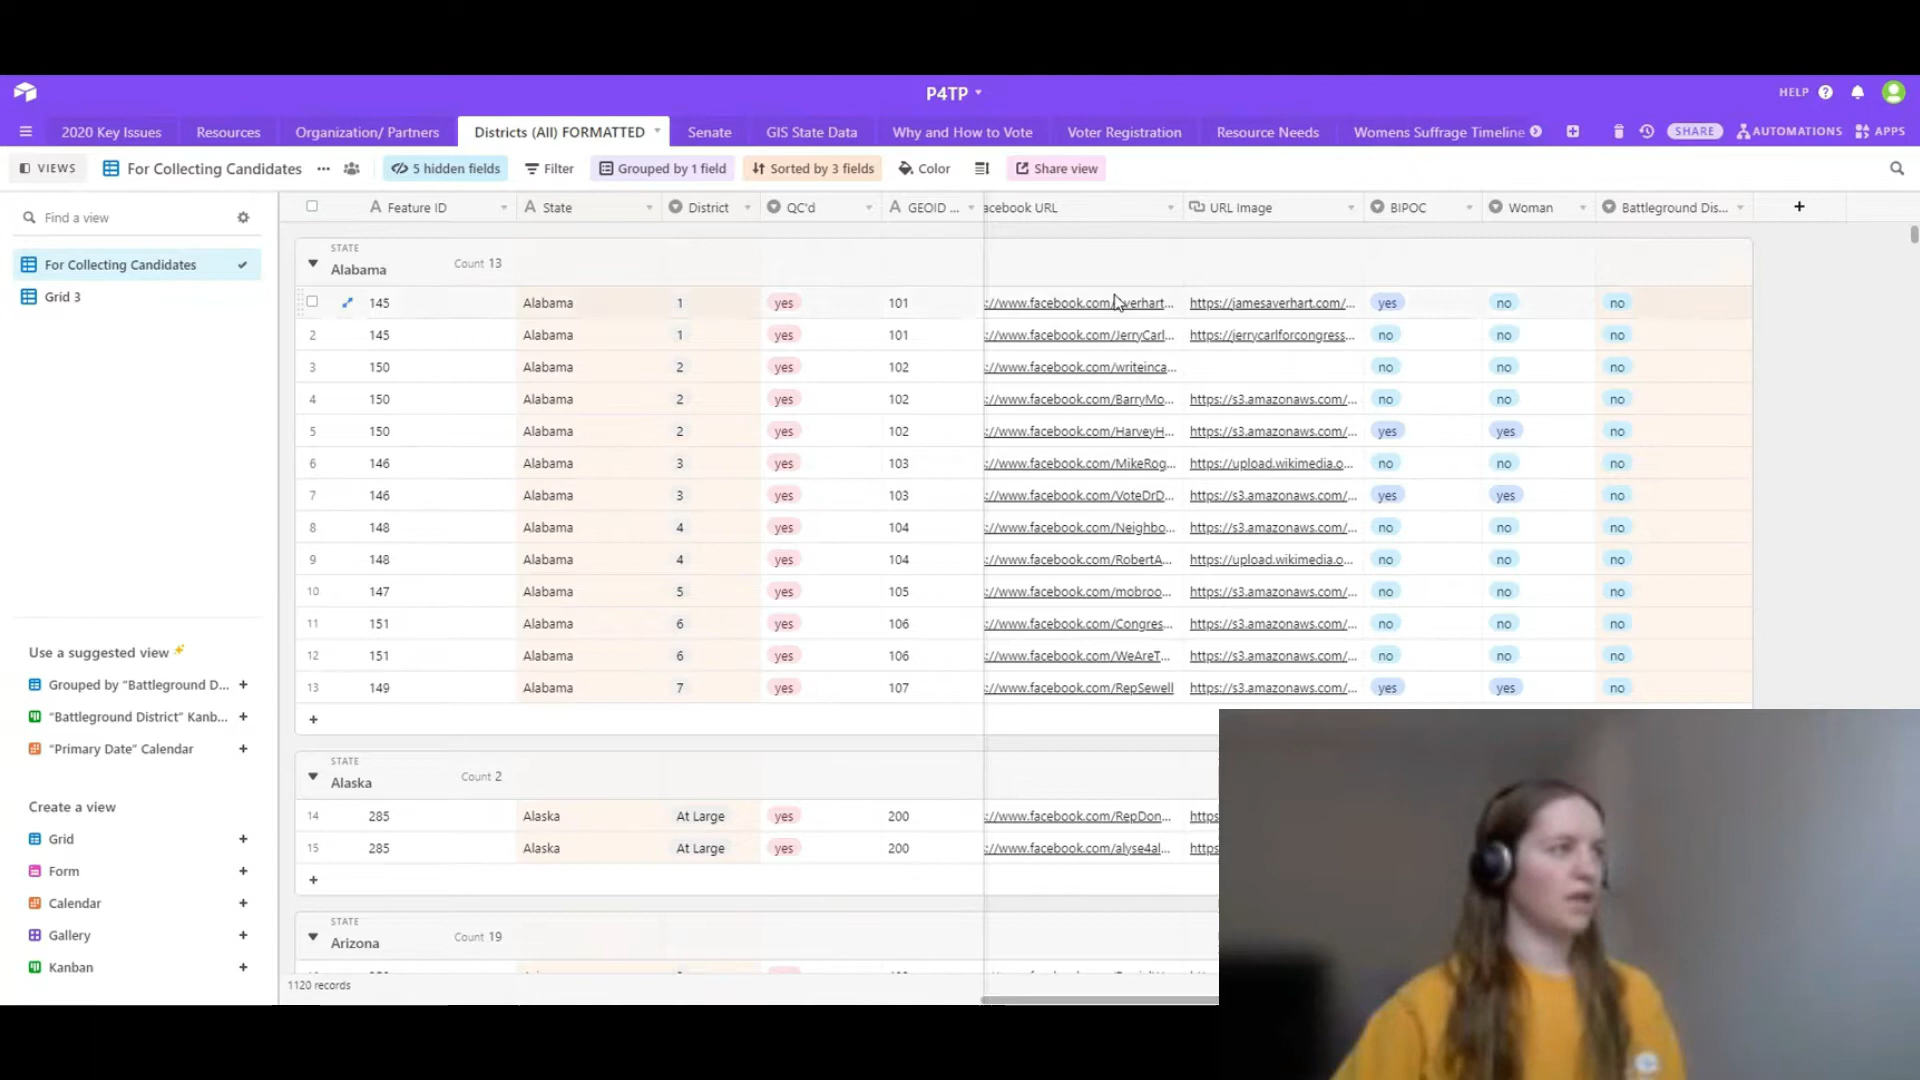 P4TP
HELP
2020 Key Issues Resources Organization/ Partners Districts (All) FORMATTED Senate GIS State Data Why and How to Vote Voter Registration Resource Needs Womens Suffrage Timeline SHARE AUTOMATIONS APPS
VIEWS For Collecting Candidates ... 5 hidden fields Filter Grouped by 1 field Sorted by 3 fields Color Share view
Find a view
For Collecting Candidates
Grid 3
Use a suggested view
Grouped by "Battleground D...
"Battleground District" Kanb...
"Primary Date" Calendar
Create a view
Grid
Form
Calendar
Gallery
Kanban
Feature ID State District QC'd GEOID ... acebook URL URL Image BIPOC Woman Battleground Dis...
STATE
Alabama Count 13
145 Alabama 1 yes 101 https://jamesaverhart.com/... yes no no
2 145 Alabama 1 yes 101 ://www.facebook.com/JerryCarl... https://jerrycarlforcongress... no no no
3 150 Alabama 2 yes 102 ://www.facebook.com/writeinca... no no no
4 150 Alabama 2 yes 102 ://www.facebook.com/BarryMo... https://s3.amazonaws.com/... no no no
5 150 Alabama 2 yes 102 ://www.facebook.com/HarveyH... https://s3.amazonaws.com/... yes yes no
6 146 Alabama 3 yes 103 ://www.facebook.com/MikeRog... https://upload.wikimedia.o... no no no
7 146 Alabama 3 yes 103 ://www.facebook.com/VoteDrD... https://s3.amazonaws.com/... yes yes no
8 148 Alabama 4 yes 104 ://www.facebook.com/Neighbo... https://s3.amazonaws.com/... no no no
9 148 Alabama 4 yes 104 ://www.facebook.com/RobertA... https://upload.wikimedia.o... no no no
10 147 Alabama 5 yes 105 ://www.facebook.com/mobroo... https://s3.amazonaws.com/... no no no
11 151 Alabama 6 yes 106 ://www.facebook.com/Congres... https://s3.amazonaws.com/... no no no
12 151 Alabama 6 yes 106 ://www.facebook.com/WeAreT... https://s3.amazonaws.com/... no no no
13 149 Alabama 7 yes 107 ://www.facebook.com/RepSewell https://s3.amazonaws.com/... yes yes no
STATE
Alaska Count 2
14 285 Alaska At Large yes 200 ://www.facebook.com/RepDon... https
15 285 Alaska At Large yes 200 ://www.facebook.com/alyse4al... https
STATE
Arizona Count 19
1120 records